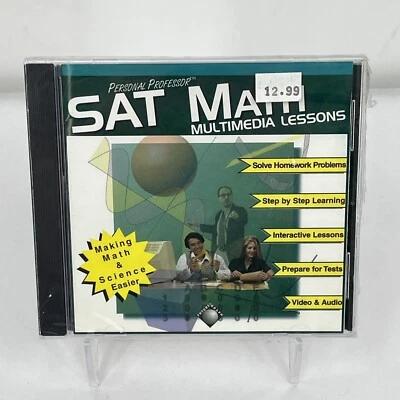 PERSONAL PROFESSOR™
12.99
SAT MATH
MULTIMEDIA LESSONS
Solve Homework Problems
Step by Step Learning
Interactive Lessons
Prepare for Tests
Video & Audio
Making
Math
&
Science
Easier